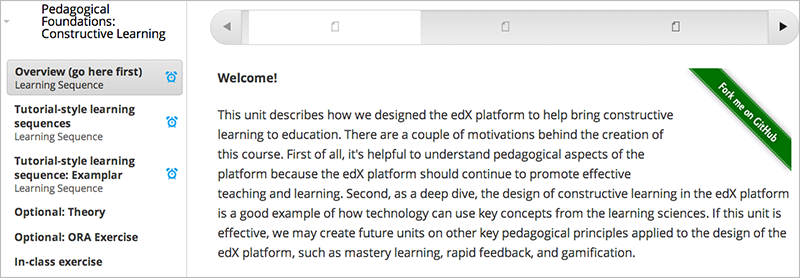 Pedagogical
Foundations:
Constructive Learning
Overview (go here first)
Learning Sequence
Tutorial-style learning
sequences
Learning Sequence
Tutorial-style learning
sequence: Examplar
Learning Sequence
Optional: Theory
Optional: ORA Exercise
In-class exercise
Welcome!
Fork me on GitHub
This unit describes how we designed the edX platform to help bring constructive
learning to education. There are a couple of motivations behind the creation of
this course. First of all, it's helpful to understand pedagogical aspects of the
platform because the edX platform should continue to promote effective
teaching and learning. Second, as a deep dive, the design of constructive learning in the edX platform
is a good example of how technology can use key concepts from the learning sciences. If this unit is
effective, we may create future units on other key pedagogical principles applied to the design of the
edX platform, such as mastery learning, rapid feedback, and gamification.